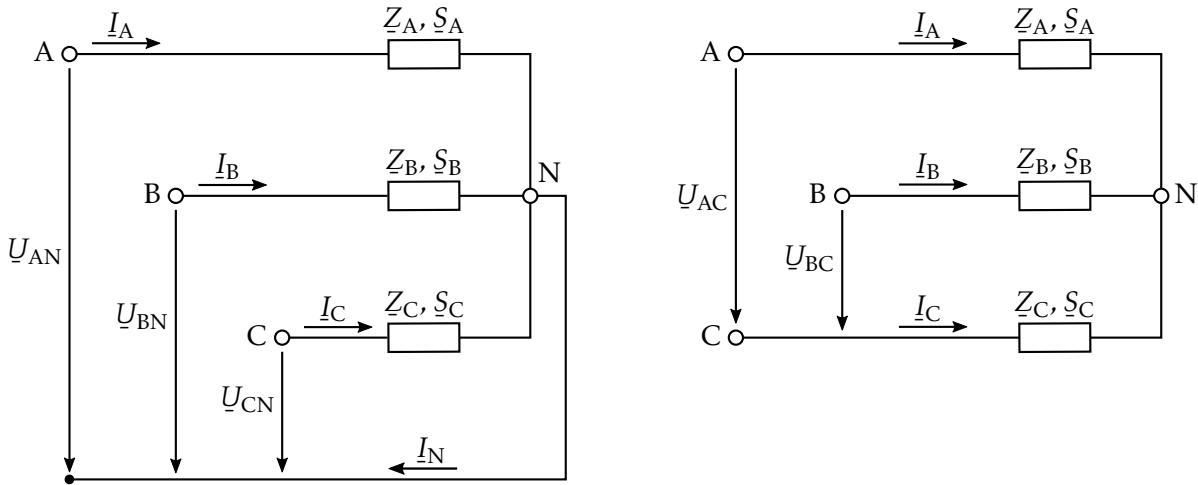 A
I_A
Z_A, S_A
B
I_B
Z_B, S_B
N
U_AN
U_BN
C
I_C
Z_C, S_C
U_CN
I_N
A
I_A
Z_A, S_A
U_AC
B
I_B
Z_B, S_B
N
U_BC
C
I_C
Z_C, S_C